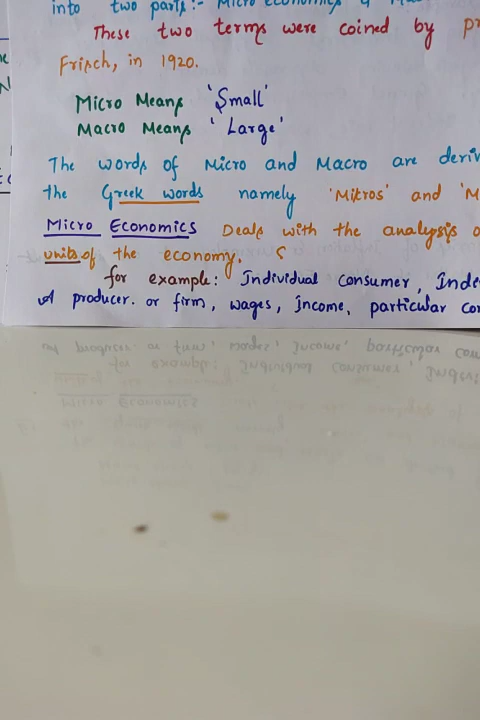 into two parts:- Micro economics &
These two terms were coined by
Frisch, in 1920.
Micro Means 'Small'
Macro Means 'Large'
The words of Micro and Macro are
the Greek words namely 'Mikros' and
Micro Economics Deals with the analysis
units of the economy.
for example: Individual consumer,
producer. or firm, wages, Income, particular